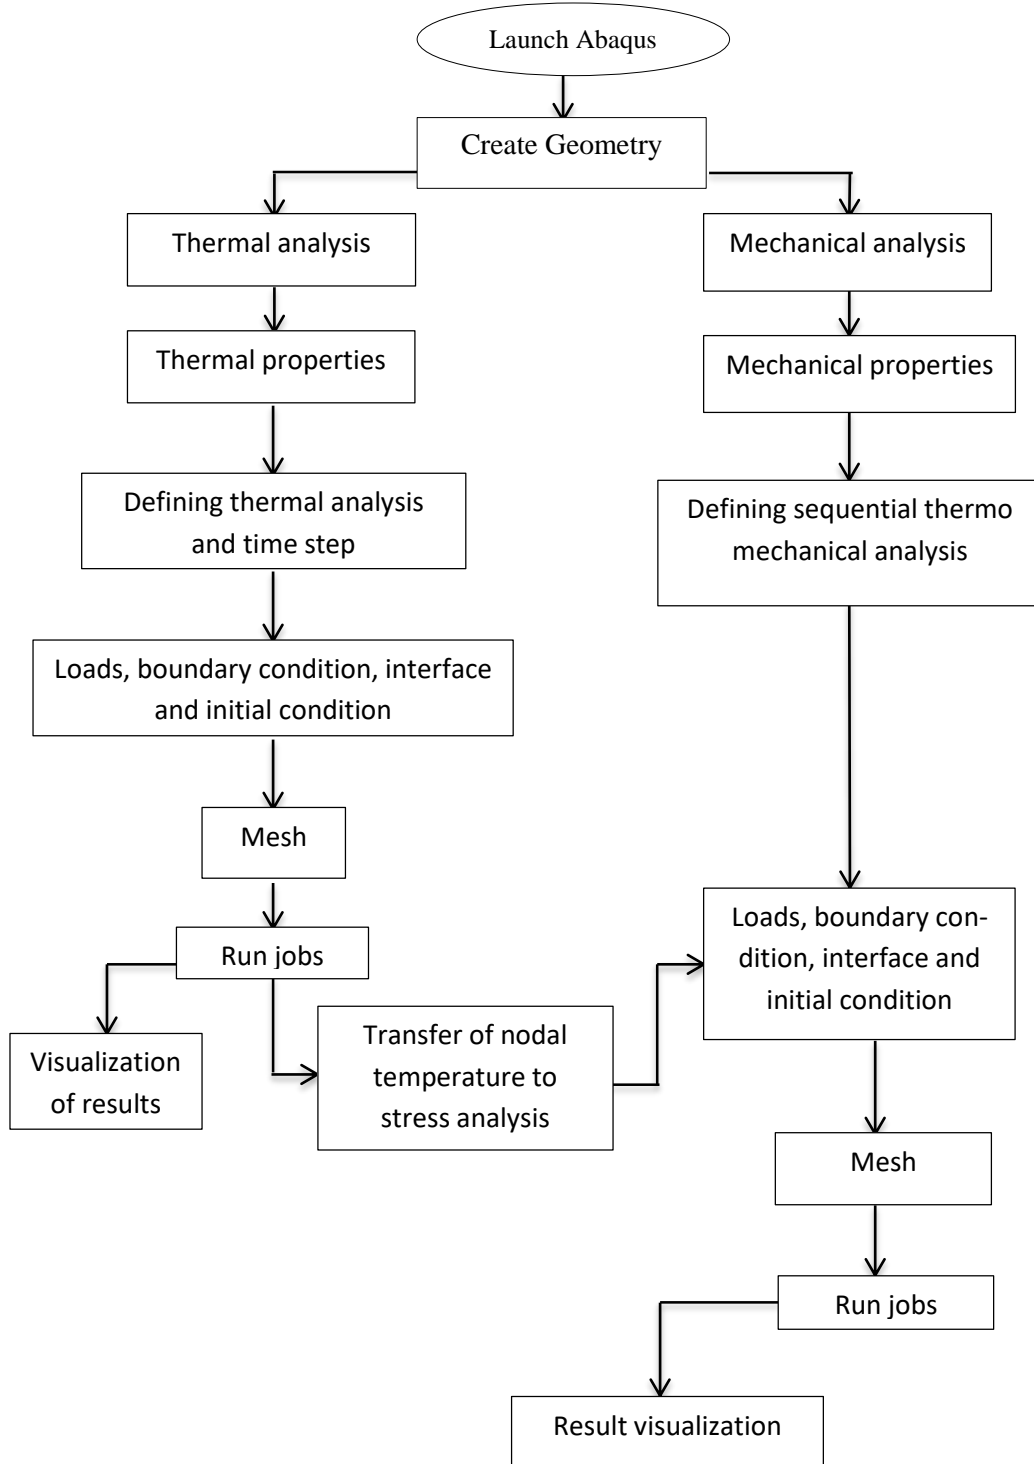 Launch Abaqus
Create Geometry
Thermal analysis
Mechanical analysis
Thermal properties
Mechanical properties
Defining thermal analysis
and time step
Defining sequential thermo
mechanical analysis
Loads, boundary condition, interface
and initial condition
Mesh
Run jobs
Visualization
of results
Transfer of nodal
temperature to
stress analysis
Loads, boundary con-
dition, interface and
initial condition
Mesh
Run jobs
Result visualization